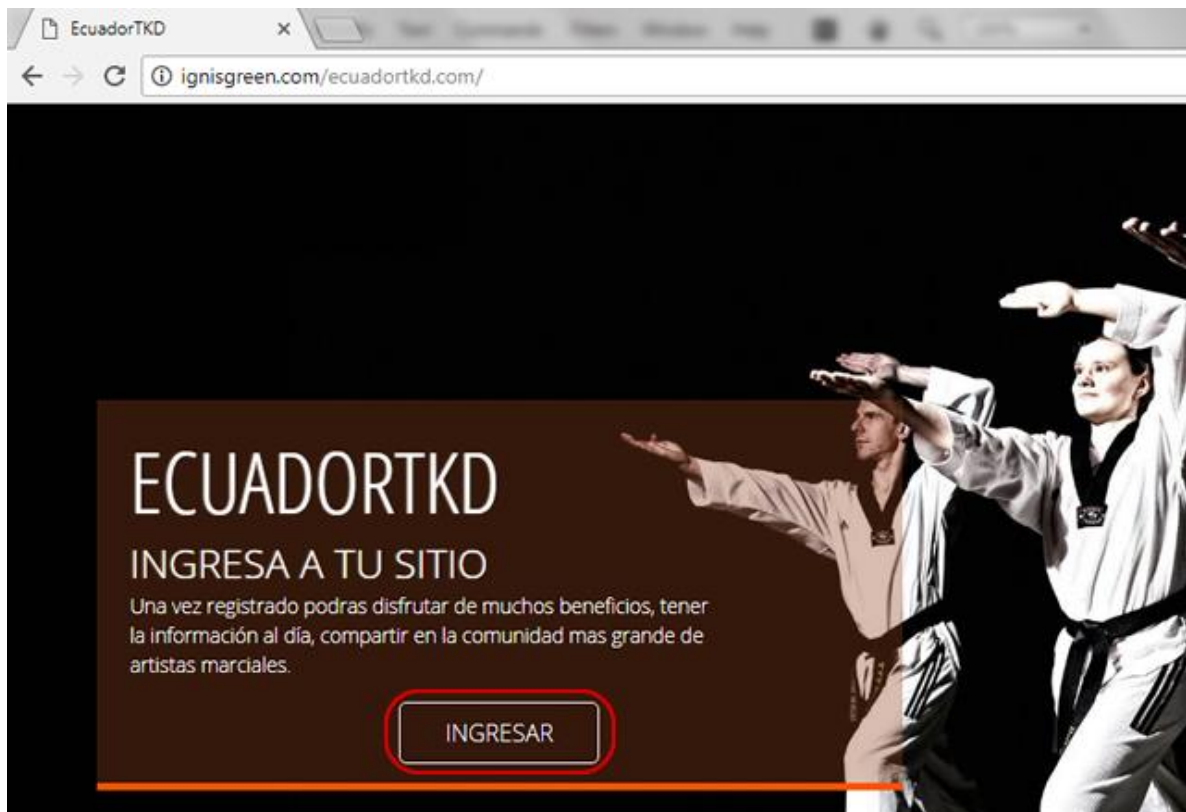 EcuadorTKD
ignisgreen.com/ecuadortkd.com/
ECUADORTKD
INGRESA A TU SITIO
Una vez registrado podras disfrutar de muchos beneficios, tener
la información al día, compartir en la comunidad mas grande de
artistas marciales.
INGRESAR